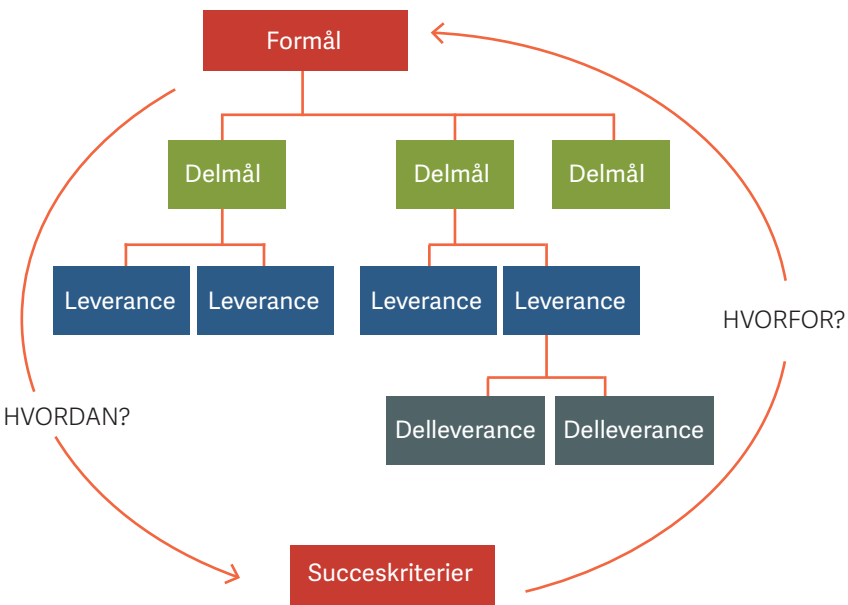 Formål
Delmål
Delmål
Delmål
Leverance
Leverance
Leverance
Leverance
HVORFOR?
HVORDAN?
Delleverance
Delleverance
Succeskriterier